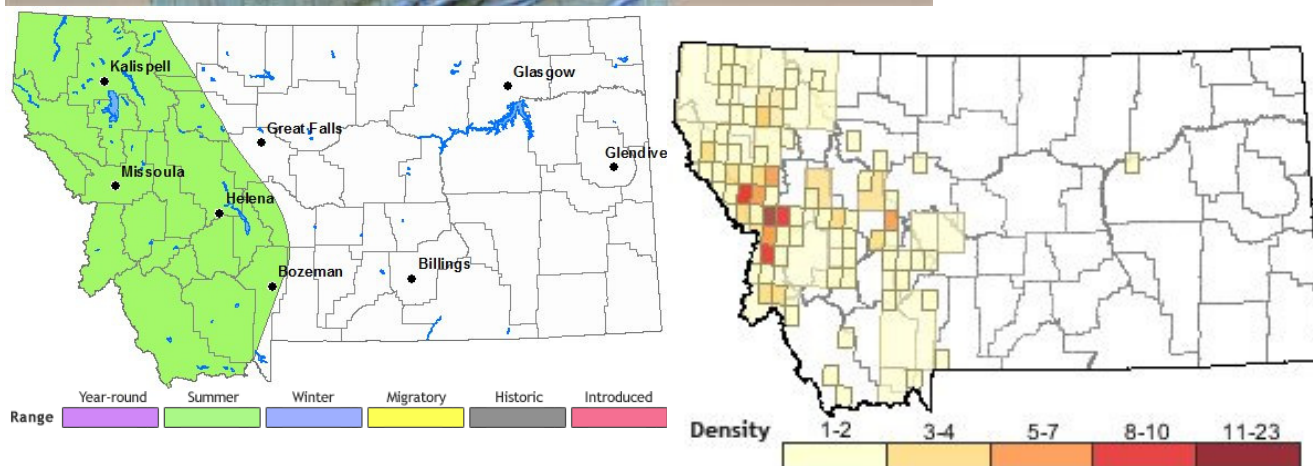 Kalispell
Glasgow
Great Falls
Glendive
Missoula
Helena
Bozeman
Billings
Range Year-round Summer Winter Migratory Historic Introduced
Density 1-2 3-4 5-7 8-10 11-23